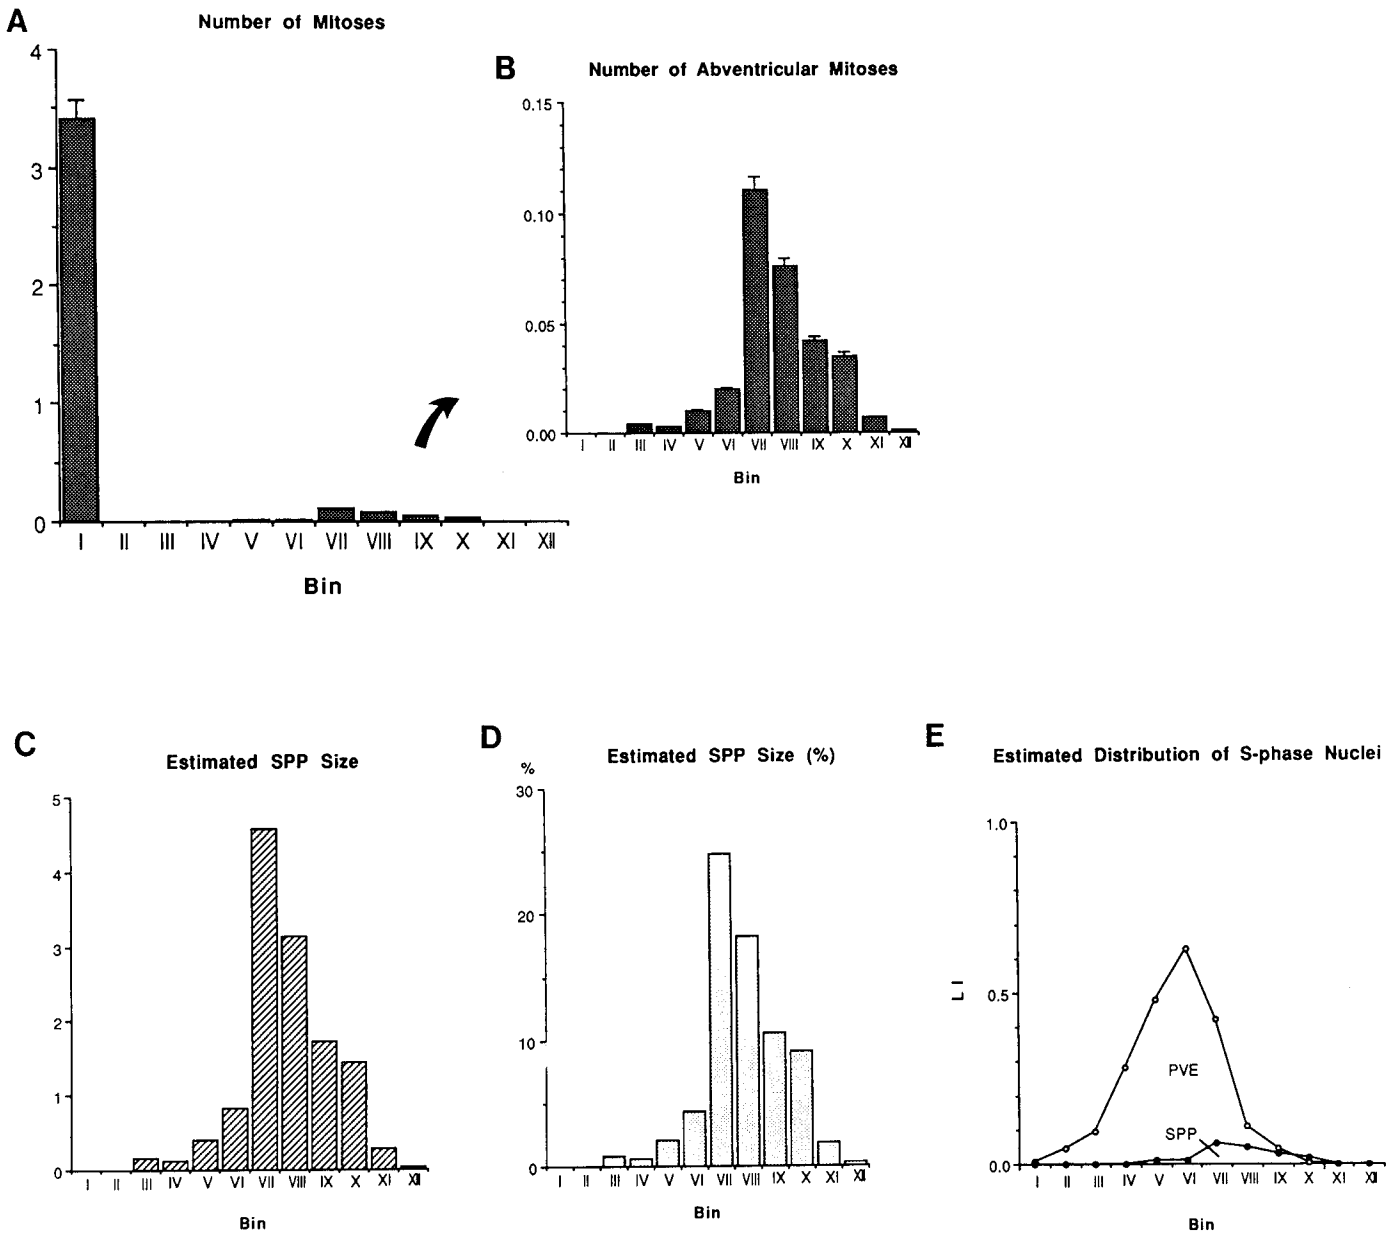 A
Number of Mitoses
4
3
2
1
0
I II III IV V VI VII VIII IX X XI XII
Bin
B
Number of Abventricular Mitoses
0.15
0.10
0.05
0.00
I II III IV V VI VII VIII IX X XI XII
Bin
C
Estimated SPP Size
5
4
3
2
1
0
I II III IV V VI VII VIII IX X XI XII
Bin
D
Estimated SPP Size (%)
%
30
20
10
0
I II III IV V VI VII VIII IX X XI XII
Bin
E
Estimated Distribution of S-phase Nuclei
1.0
0.5
0.0
LI
PVE
SPP
I II III IV V VI VII VIII IX X XI XII
Bin